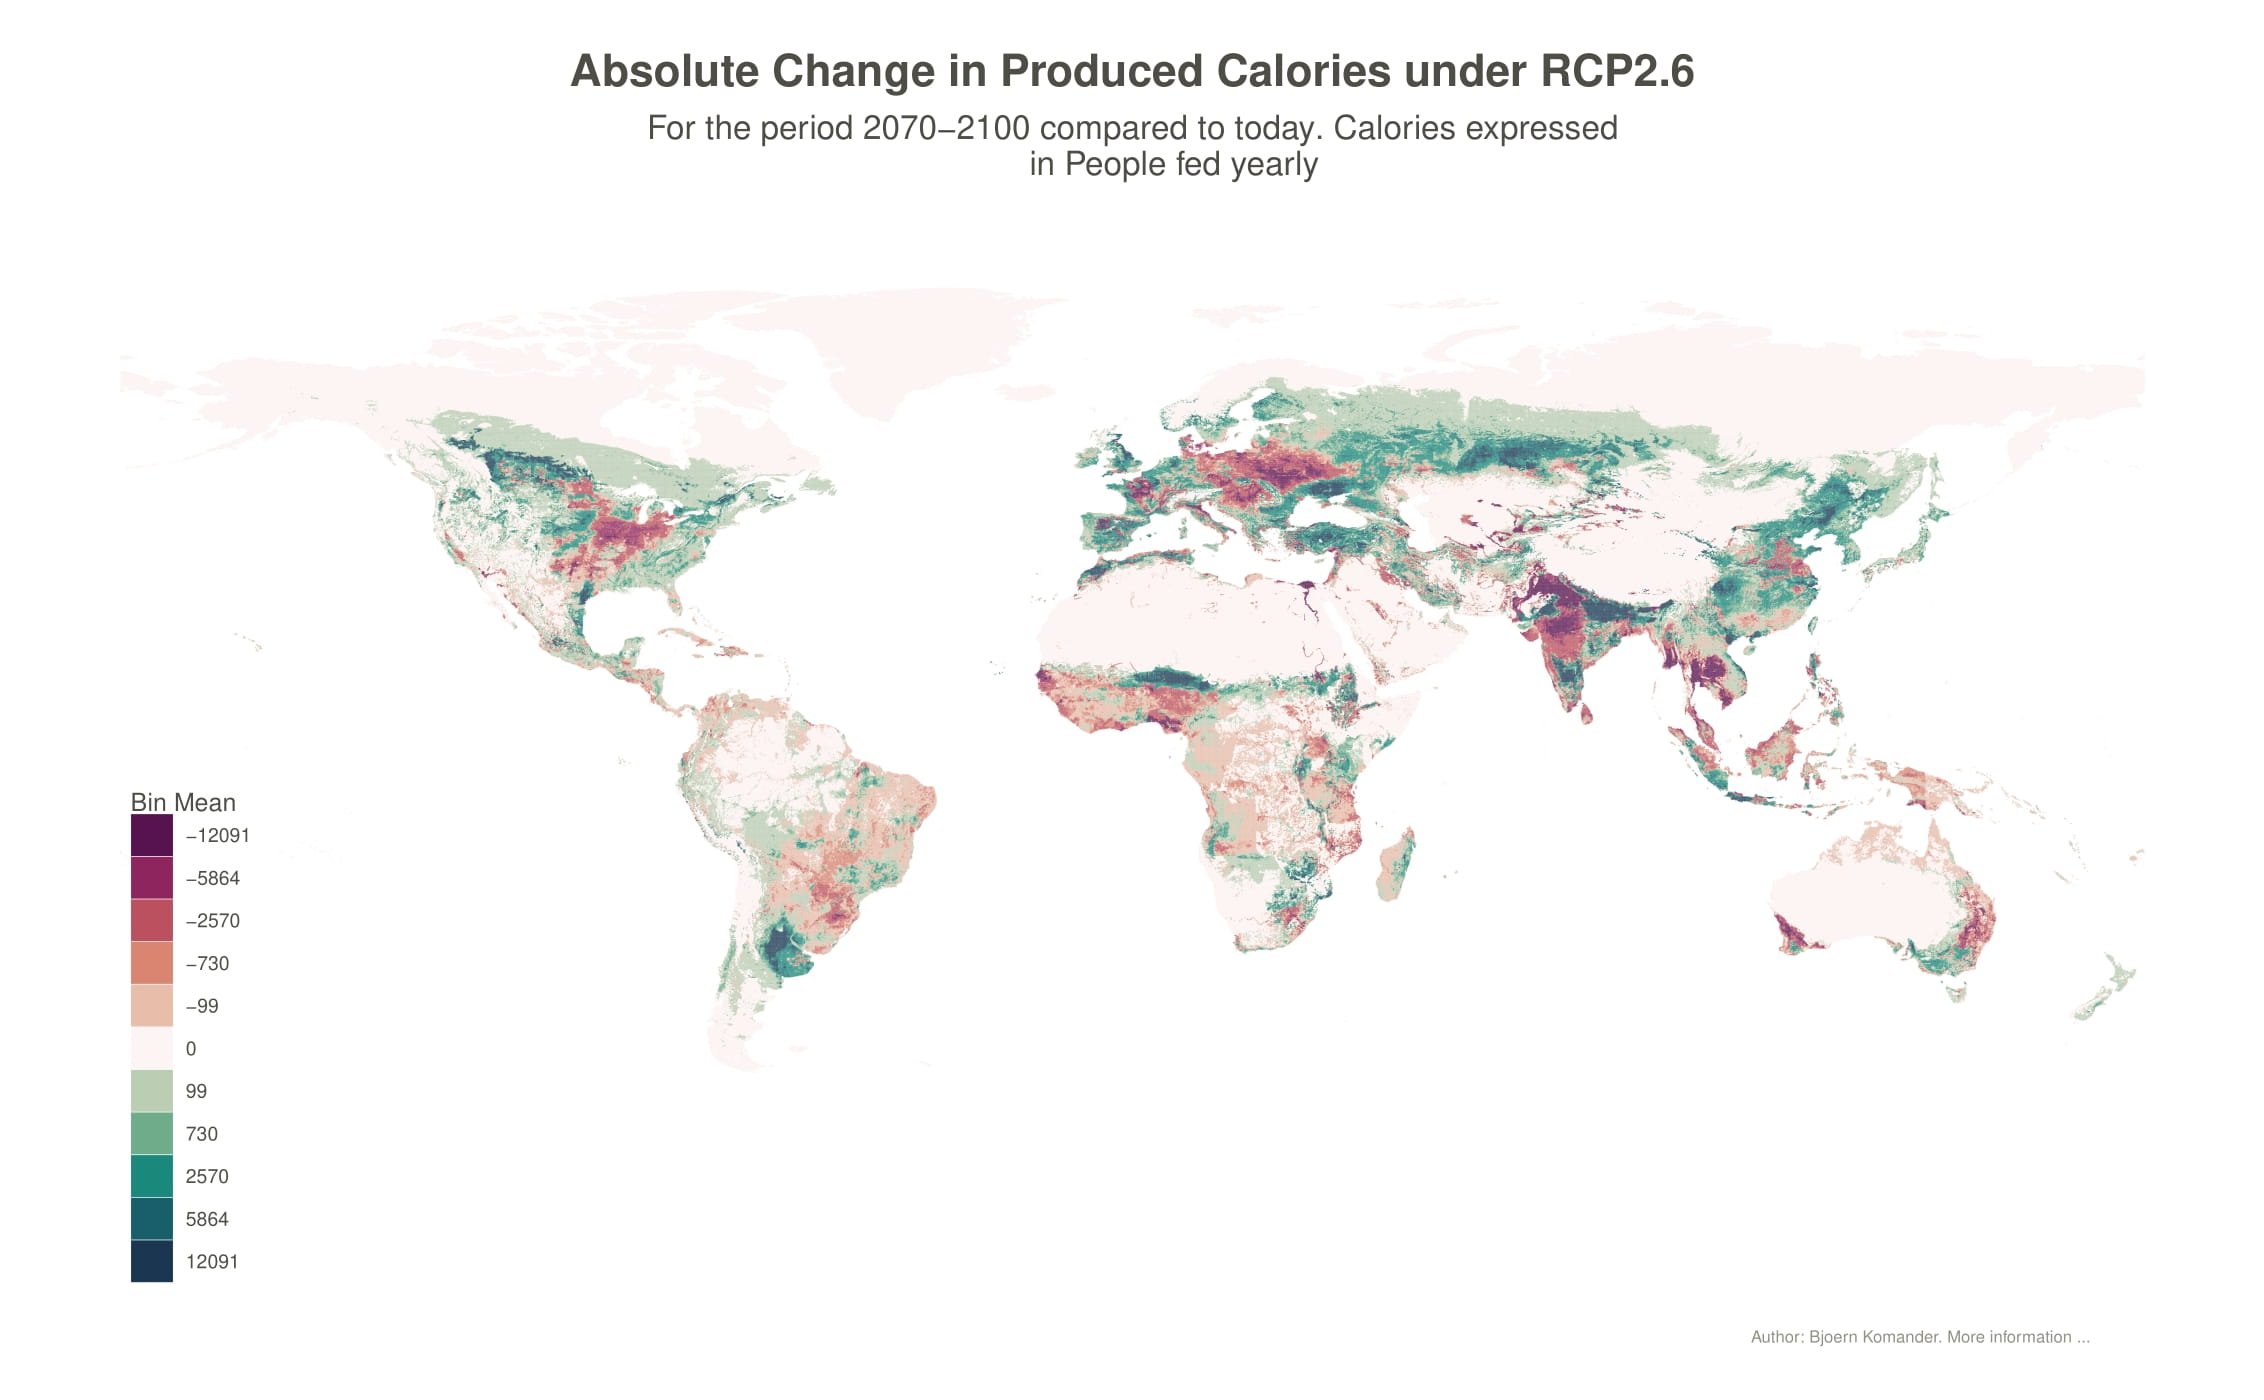 Absolute Change in Produced Calories under RCP2.6
For the period 2070−2100 compared to today. Calories expressed
in People fed yearly
Bin Mean
−12091
−5864
−2570
−730
−99
0
99
730
2570
5864
12091
Author: Bjoern Komander. More information ...